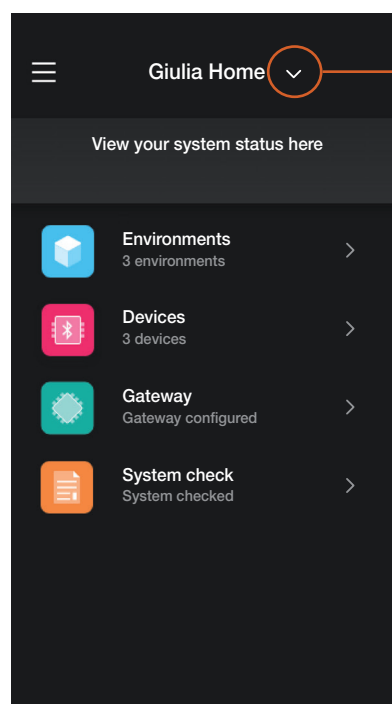 Giulia Home
View your system status here
Environments
3 environments
Devices
3 devices
Gateway
Gateway configured
System check
System checked